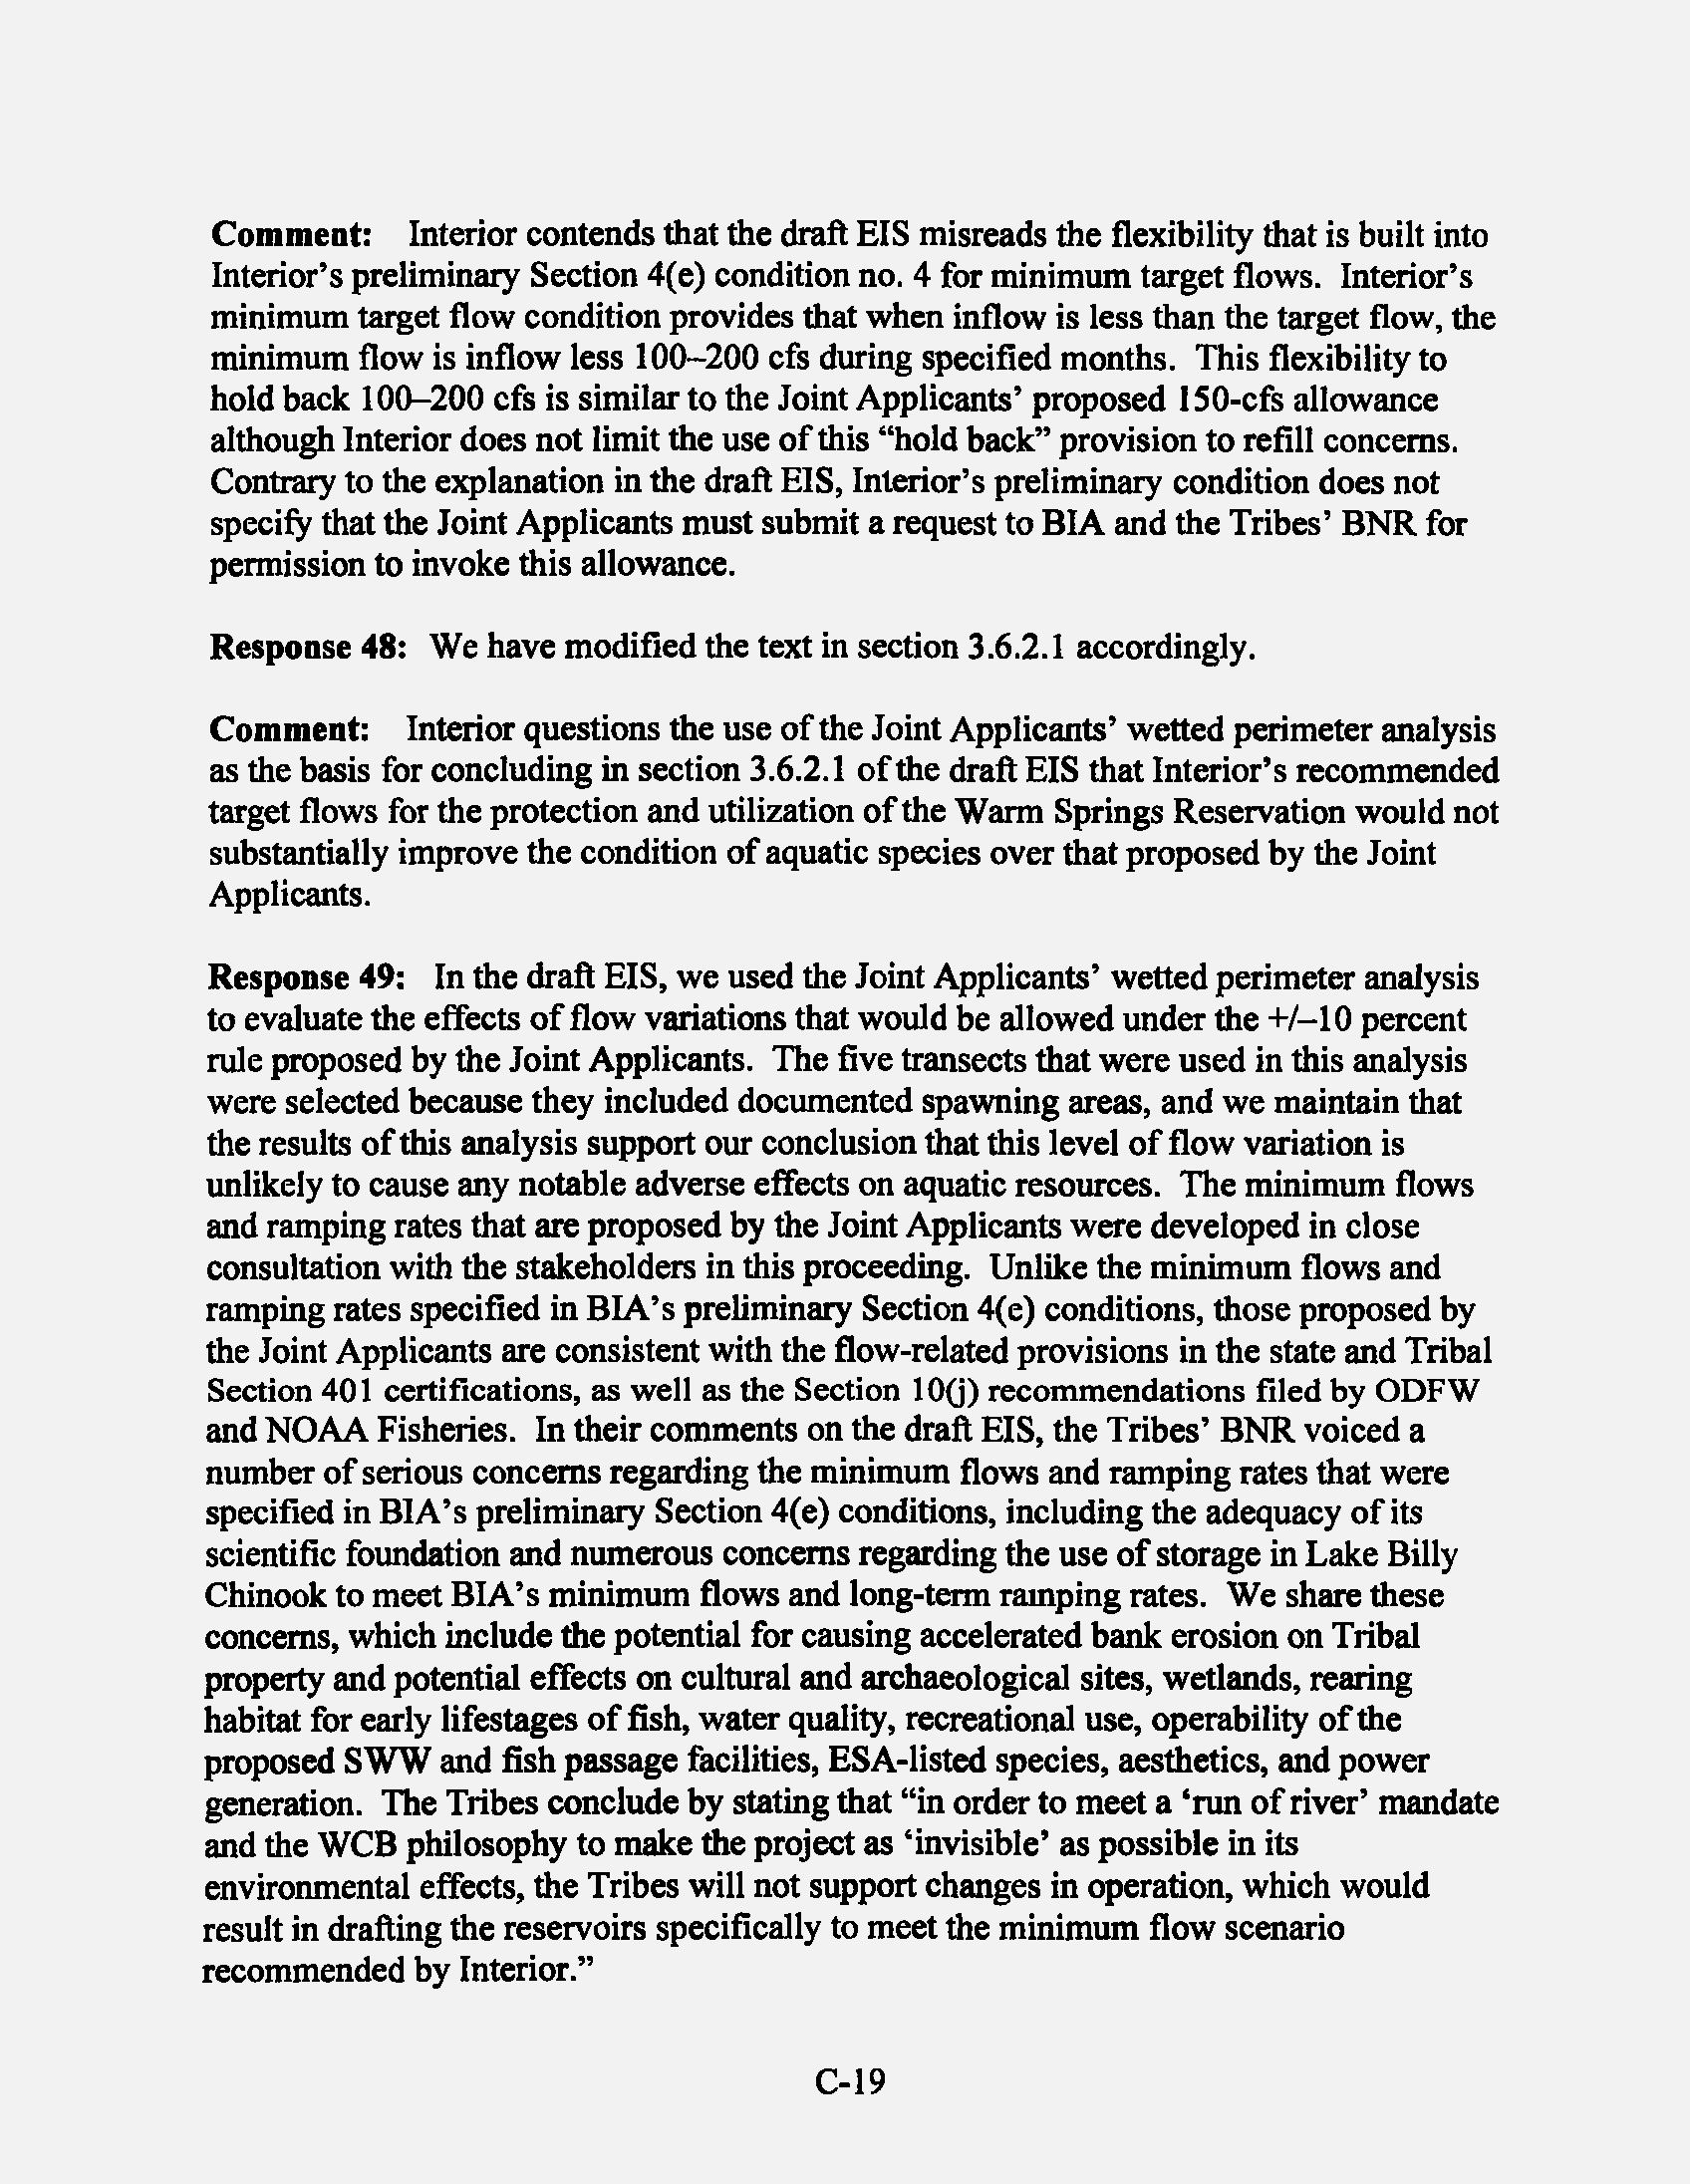 Comment: Interior contends that the draft EIS misreads the flexibility that is built into
Interior's preliminary Section 4(e) condition no. 4 for minimum target flows. Interior's
minimum target flow condition provides that when inflow is less than the target flow, the
minimum flow is inflow less 100–200 cfs during specified months. This flexibility to
hold back 100–200 cfs is similar to the Joint Applicants' proposed 150-cfs allowance
although Interior does not limit the use of this “hold back” provision to refill concerns.
Contrary to the explanation in the draft EIS, Interior's preliminary condition does not
specify that the Joint Applicants must submit a request to BIA and the Tribes' BNR for
permission to invoke this allowance.
Response 48: We have modified the text in section 3.6.2.1 accordingly.
Comment: Interior questions the use of the Joint Applicants' wetted perimeter analysis
as the basis for concluding in section 3.6.2.1 of the draft EIS that Interior's recommended
target flows for the protection and utilization of the Warm Springs Reservation would not
substantially improve the condition of aquatic species over that proposed by the Joint
Applicants.
Response 49: In the draft EIS, we used the Joint Applicants' wetted perimeter analysis
to evaluate the effects of flow variations that would be allowed under the +/–10 percent
rule proposed by the Joint Applicants. The five transects that were used in this analysis
were selected because they included documented spawning areas, and we maintain that
the results of this analysis support our conclusion that this level of flow variation is
unlikely to cause any notable adverse effects on aquatic resources. The minimum flows
and ramping rates that are proposed by the Joint Applicants were developed in close
consultation with the stakeholders in this proceeding. Unlike the minimum flows and
ramping rates specified in BIA's preliminary Section 4(e) conditions, those proposed by
the Joint Applicants are consistent with the flow-related provisions in the state and Tribal
Section 401 certifications, as well as the Section 10(j) recommendations filed by ODFW
and NOAA Fisheries. In their comments on the draft EIS, the Tribes' BNR voiced a
number of serious concerns regarding the minimum flows and ramping rates that were
specified in BIA's preliminary Section 4(e) conditions, including the adequacy of its
scientific foundation and numerous concerns regarding the use of storage in Lake Billy
Chinook to meet BIA's minimum flows and long-term ramping rates. We share these
concerns, which include the potential for causing accelerated bank erosion on Tribal
property and potential effects on cultural and archaeological sites, wetlands, rearing
habitat for early lifestages of fish, water quality, recreational use, operability of the
proposed SWW and fish passage facilities, ESA-listed species, aesthetics, and power
generation. The Tribes conclude by stating that “in order to meet a ‘run of river’ mandate
and the WCB philosophy to make the project as ‘invisible’ as possible in its
environmental effects, the Tribes will not support changes in operation, which would
result in drafting the reservoirs specifically to meet the minimum flow scenario
recommended by Interior.”
C-19